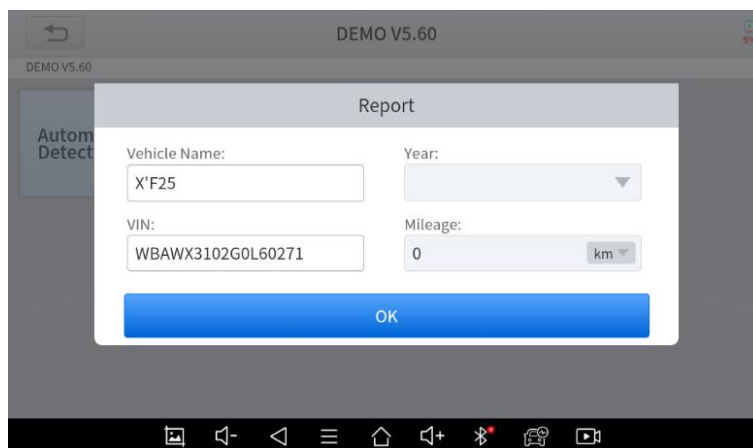 DEMO V5.60
DEMO V5.60
Autom
Detect
Report
Vehicle Name:
Year:
X'F25
VIN:
Mileage:
WBAWX3102G0L60271
0
km
OK